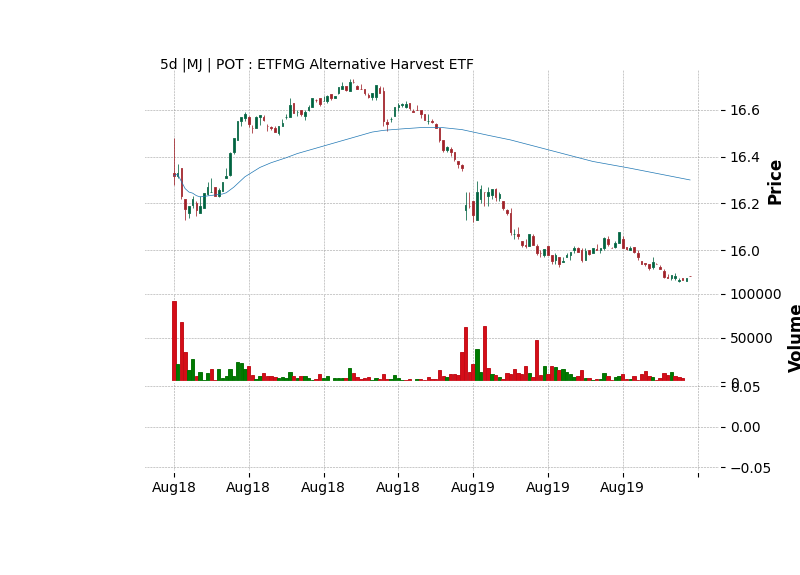 5d |MJ | POT : ETFMG Alternative Harvest ETF
16.6
16.4
16.2
16.0
Price
100000
50000
0
Volume
0.05
0.00
−0.05
Aug18 Aug18 Aug18 Aug18 Aug19 Aug19 Aug19